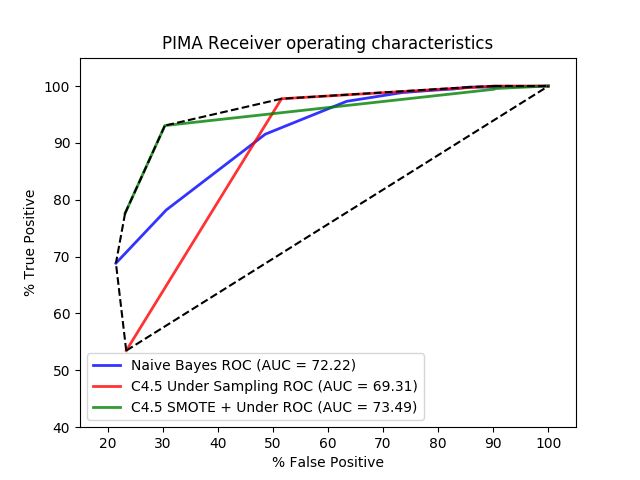 PIMA Receiver operating characteristics
% True Positive
100
90
80
70
60
50
40
Naive Bayes ROC (AUC = 72.22)
C4.5 Under Sampling ROC (AUC = 69.31)
C4.5 SMOTE + Under ROC (AUC = 73.49)
20 30 40 50 60 70 80 90 100
% False Positive